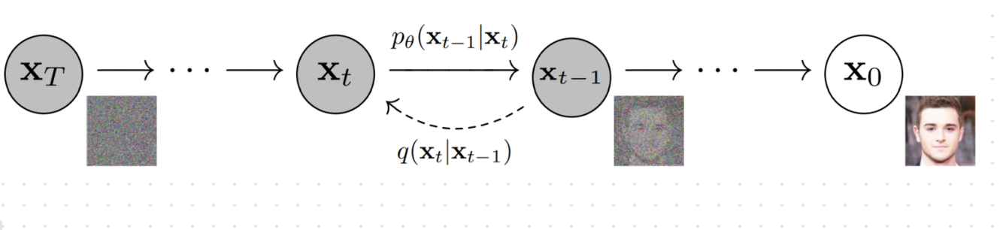 p_θ(x_{t−1}|x_t)
x_T → ··· → x_t → x_{t−1} → ··· → x_0
q(x_t|x_{t−1})